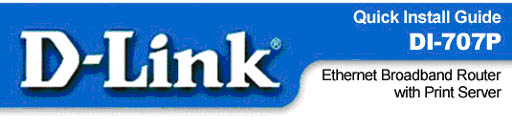 Quick Install Guide
DI-707P
D-Link®
Ethernet Broadband Router
with Print Server